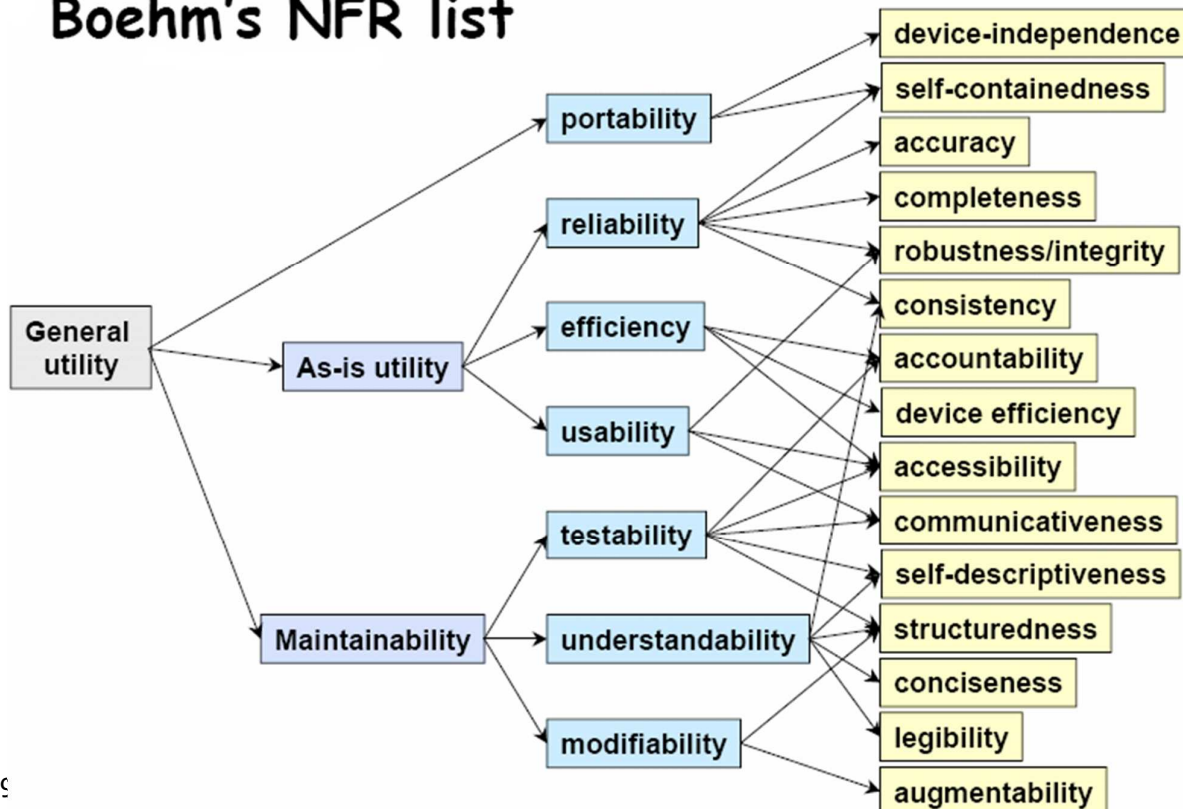 Boehm's NFR list
device-independence
self-containedness
portability
accuracy
completeness
reliability
robustness/integrity
consistency
General
utility
efficiency
As-is utility
accountability
device efficiency
usability
accessibility
communicativeness
testability
self-descriptiveness
Maintainability
understandability
structuredness
conciseness
modifiability
legibility
augmentability